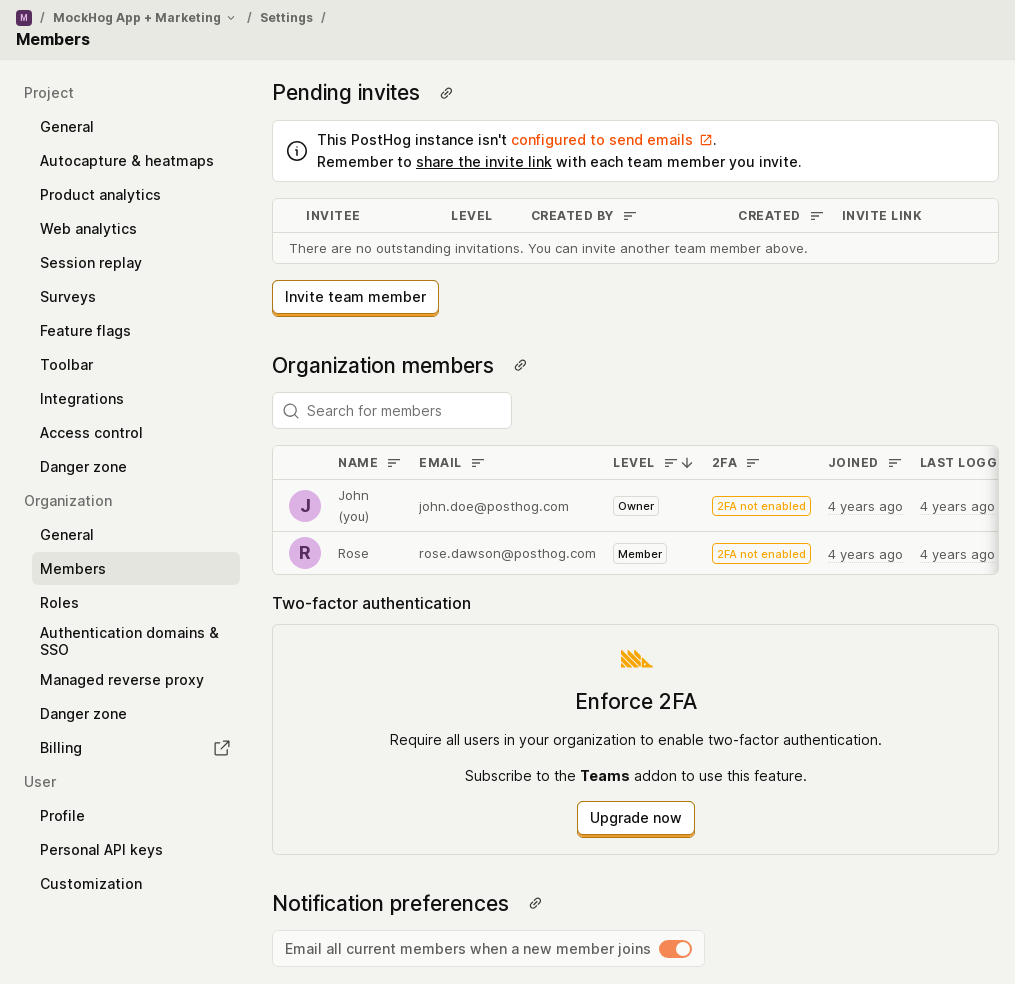 M / MockHog App + Marketing / Settings /
Members
Project
General
Autocapture & heatmaps
Product analytics
Web analytics
Session replay
Surveys
Feature flags
Toolbar
Integrations
Access control
Danger zone
Organization
General
Members
Roles
Authentication domains &
SSO
Managed reverse proxy
Danger zone
Billing
User
Profile
Personal API keys
Customization
Pending invites
This PostHog instance isn't configured to send emails .
Remember to share the invite link with each team member you invite.
INVITEE LEVEL CREATED BY CREATED INVITE LINK
There are no outstanding invitations. You can invite another team member above.
Invite team member
Organization members
Search for members
NAME EMAIL LEVEL 2FA JOINED LAST LOGG
J John
(you) john.doe@posthog.com Owner 2FA not enabled 4 years ago 4 years ago
R Rose rose.dawson@posthog.com Member 2FA not enabled 4 years ago 4 years ago
Two-factor authentication
Enforce 2FA
Require all users in your organization to enable two-factor authentication.
Subscribe to the Teams addon to use this feature.
Upgrade now
Notification preferences
Email all current members when a new member joins